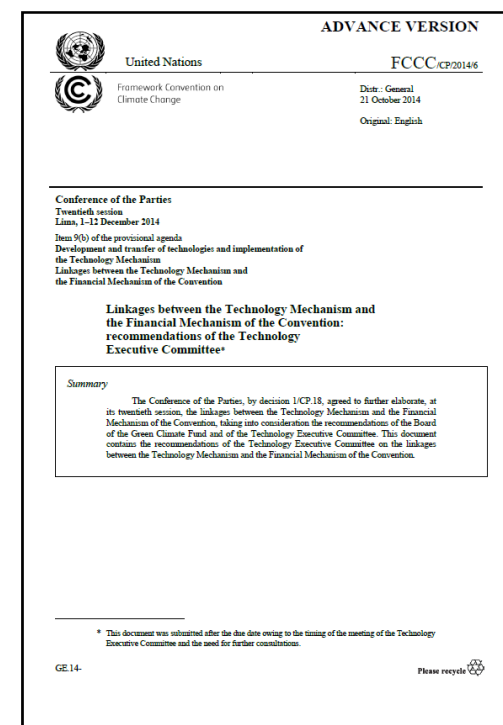 ADVANCE VERSION
United Nations
FCCC/CP/2014/6
Framework Convention on
Climate Change
Distr.: General
21 October 2014
Original: English
Conference of the Parties
Twentieth session
Lima, 1–12 December 2014
Item 9(b) of the provisional agenda
Development and transfer of technologies and implementation of
the Technology Mechanism
Linkages between the Technology Mechanism and
the Financial Mechanism of the Convention
Linkages between the Technology Mechanism and
the Financial Mechanism of the Convention:
recommendations of the Technology
Executive Committee*
Summary
The Conference of the Parties, by decision 1/CP.18, agreed to further elaborate, at
its twentieth session, the linkages between the Technology Mechanism and the Financial
Mechanism of the Convention, taking into consideration the recommendations of the Board
of the Green Climate Fund and of the Technology Executive Committee. This document
contains the recommendations of the Technology Executive Committee on the linkages
between the Technology Mechanism and the Financial Mechanism of the Convention.
* This document was submitted after the due date owing to the timing of the meeting of the Technology
Executive Committee and the need for further consultations.
GE.14-
Please recycle